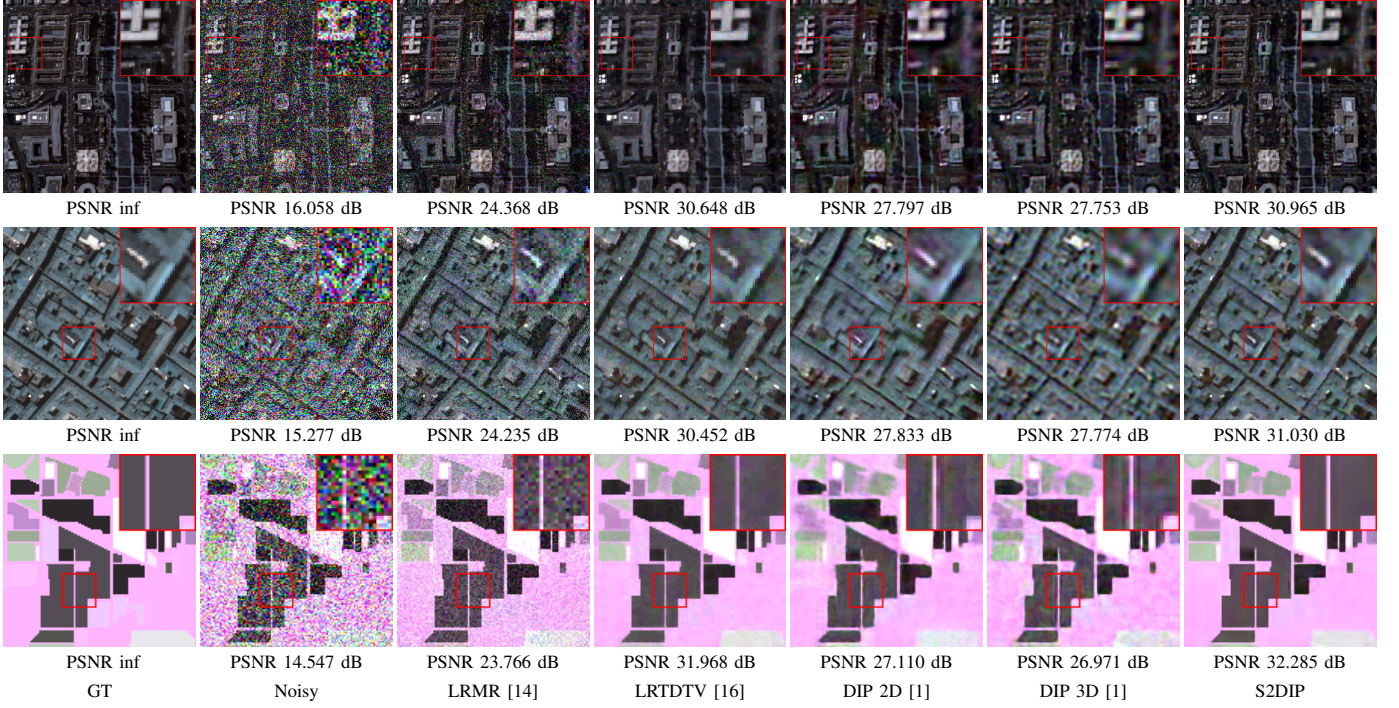 PSNR inf PSNR 16.058 dB PSNR 24.368 dB PSNR 30.648 dB PSNR 27.797 dB PSNR 27.753 dB PSNR 30.965 dB
PSNR inf PSNR 15.277 dB PSNR 24.235 dB PSNR 30.452 dB PSNR 27.833 dB PSNR 27.774 dB PSNR 31.030 dB
PSNR inf PSNR 14.547 dB PSNR 23.766 dB PSNR 31.968 dB PSNR 27.110 dB PSNR 26.971 dB PSNR 32.285 dB
GT Noisy LRMR [14] LRTDTV [16] DIP 2D [1] DIP 3D [1] S2DIP